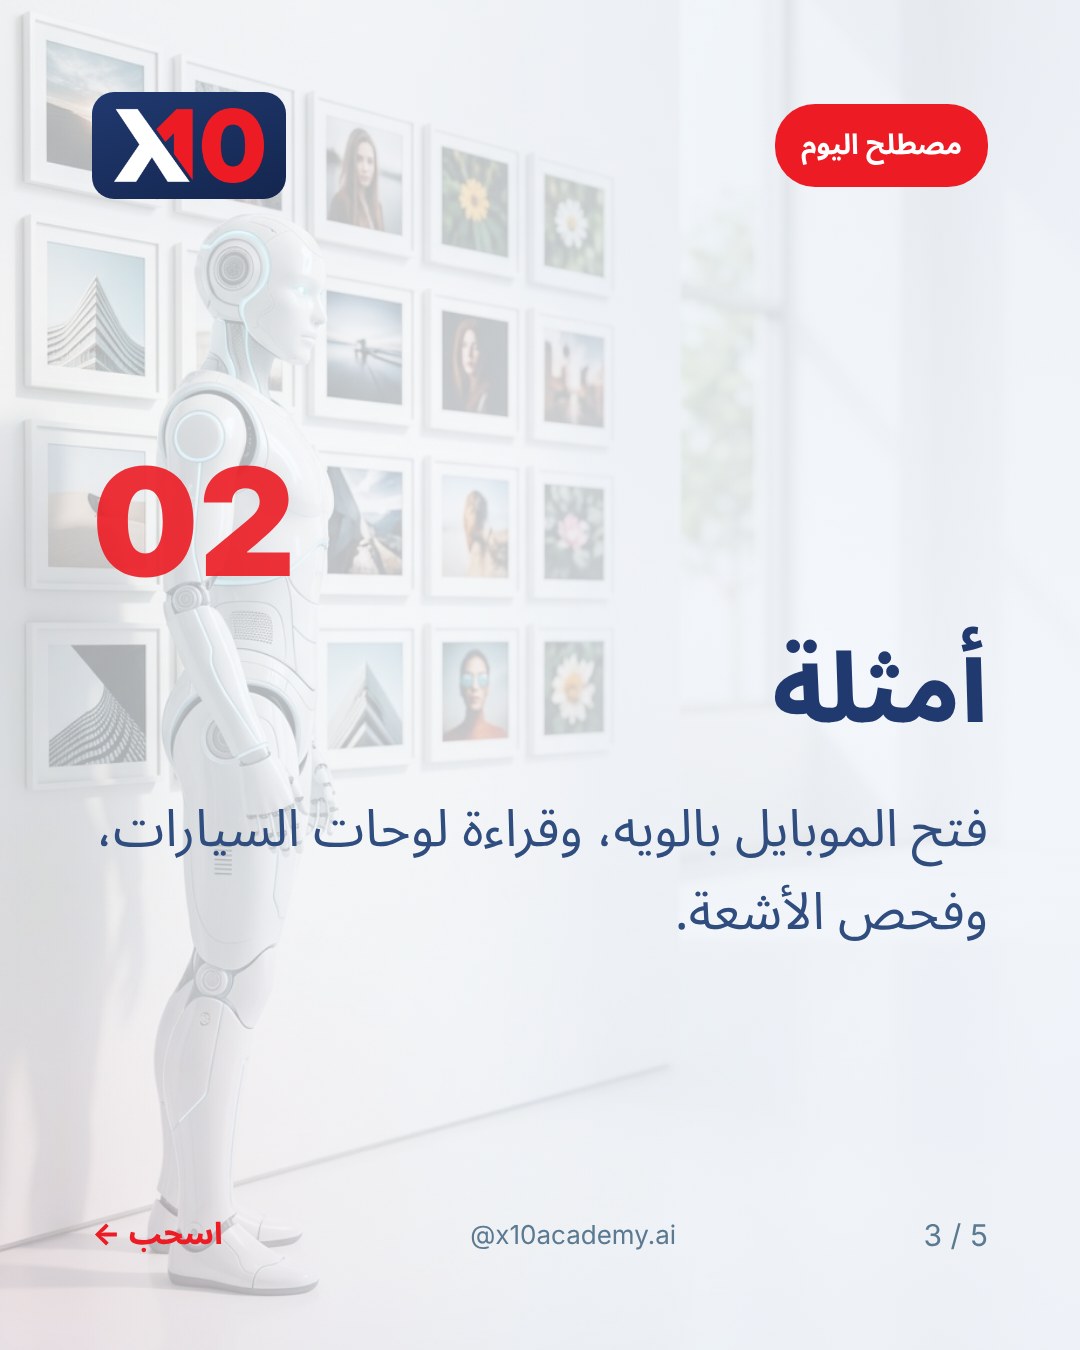 X10
مصطلح اليوم
02
أمثلة
فتح الموبايل بالويه، وقراءة لوحات السيارات،
وفحص الأشعة.
اسحب ←
@x10academy.ai
3 / 5